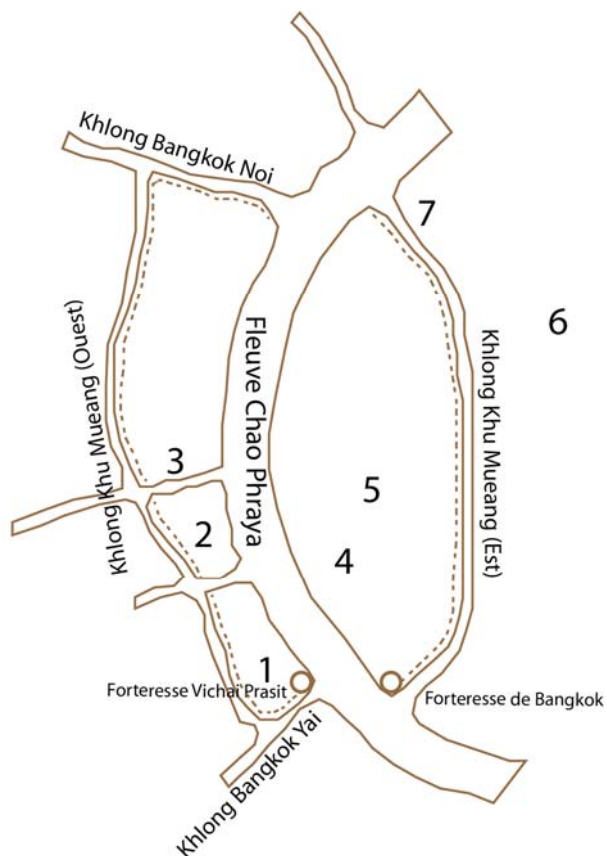 Khlong Bangkok Noi
7
6
Fleuve Chao Phraya
Khlong Khu Mueang (Ouest)
Khlong Khu Mueang (Est)
3
5
2
4
1
Forteresse Vichai Prasit
Forteresse de Bangkok
Khlong Bangkok Yai